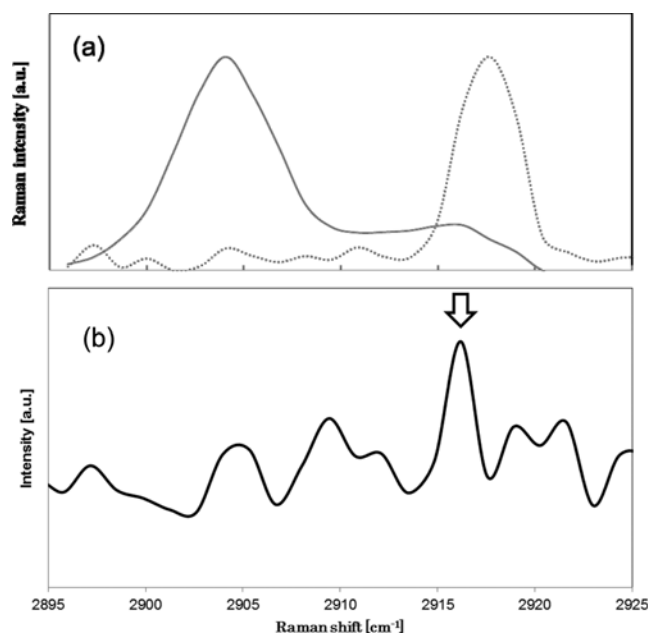 (a)
Raman intensity [a.u.]
(b)
Intensity [a.u.]
2895 2900 2905 2910 2915 2920 2925
Raman shift [cm⁻¹]